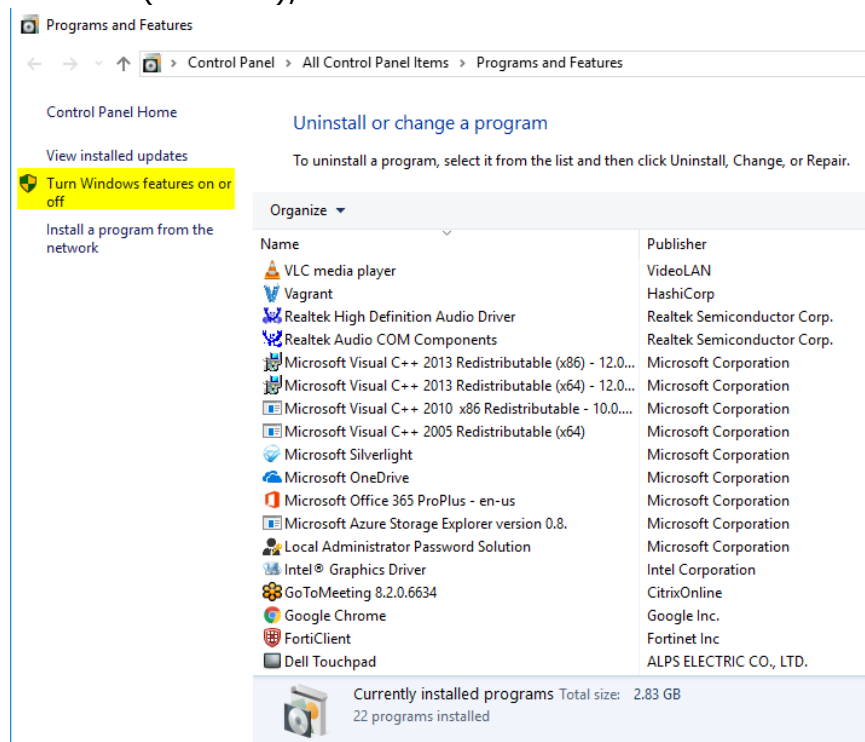 Programs and Features
Control Panel > All Control Panel Items > Programs and Features
Control Panel Home
View installed updates
Turn Windows features on or
off
Install a program from the
network
Uninstall or change a program
To uninstall a program, select it from the list and then click Uninstall, Change, or Repair.
Organize
Name Publisher
VLC media player VideoLAN
Vagrant HashiCorp
Realtek High Definition Audio Driver Realtek Semiconductor Corp.
Realtek Audio COM Components Realtek Semiconductor Corp.
Microsoft Visual C++ 2013 Redistributable (x86) - 12.0... Microsoft Corporation
Microsoft Visual C++ 2013 Redistributable (x64) - 12.0... Microsoft Corporation
Microsoft Visual C++ 2010 x86 Redistributable - 10.0.... Microsoft Corporation
Microsoft Visual C++ 2005 Redistributable (x64) Microsoft Corporation
Microsoft Silverlight Microsoft Corporation
Microsoft OneDrive Microsoft Corporation
Microsoft Office 365 ProPlus - en-us Microsoft Corporation
Microsoft Azure Storage Explorer version 0.8. Microsoft Corporation
Local Administrator Password Solution Microsoft Corporation
Intel® Graphics Driver Intel Corporation
GoToMeeting 8.2.0.6634 CitrixOnline
Google Chrome Google Inc.
FortiClient Fortinet Inc
Dell Touchpad ALPS ELECTRIC CO., LTD.
Currently installed programs Total size: 2.83 GB
22 programs installed